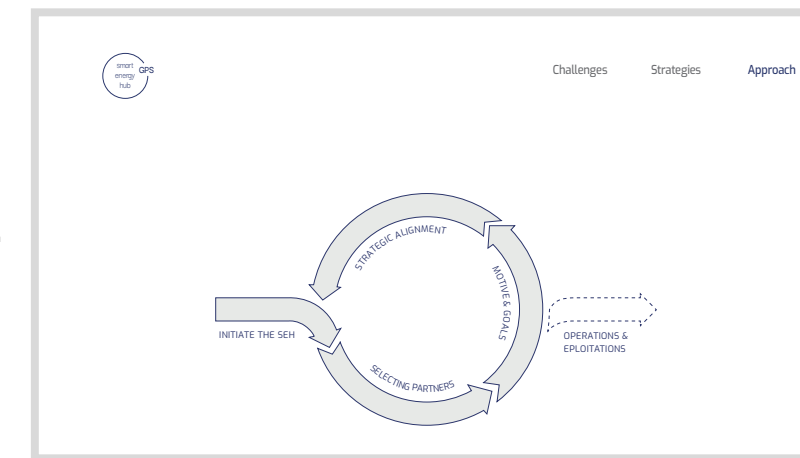 smart
energy
hub
GPS
Challenges
Strategies
Approach
STRATEGIC ALIGNMENT
MOTIVE & GOALS
INITIATE THE SEH
SELECTING PARTNERS
OPERATIONS &
EPLOITATIONS